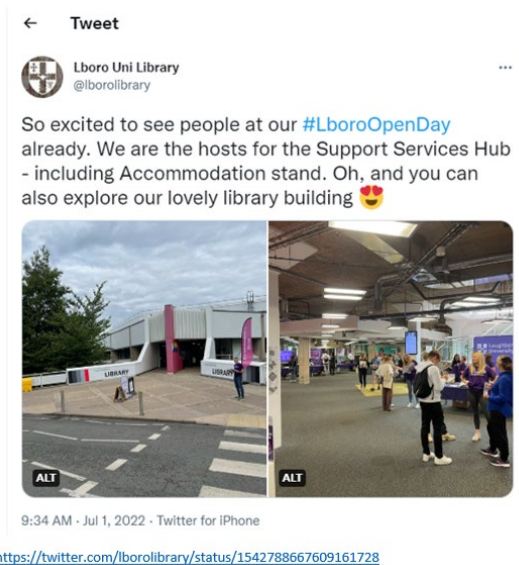 ← Tweet
Lboro Uni Library
@lborolibrary
So excited to see people at our #LboroOpenDay
already. We are the hosts for the Support Services Hub
- including Accommodation stand. Oh, and you can
also explore our lovely library building 😍
LIBRARY
LIBRARY
ALT
ALT
9:34 AM · Jul 1, 2022 · Twitter for iPhone
https://twitter.com/lborolibrary/status/1542788667609161728